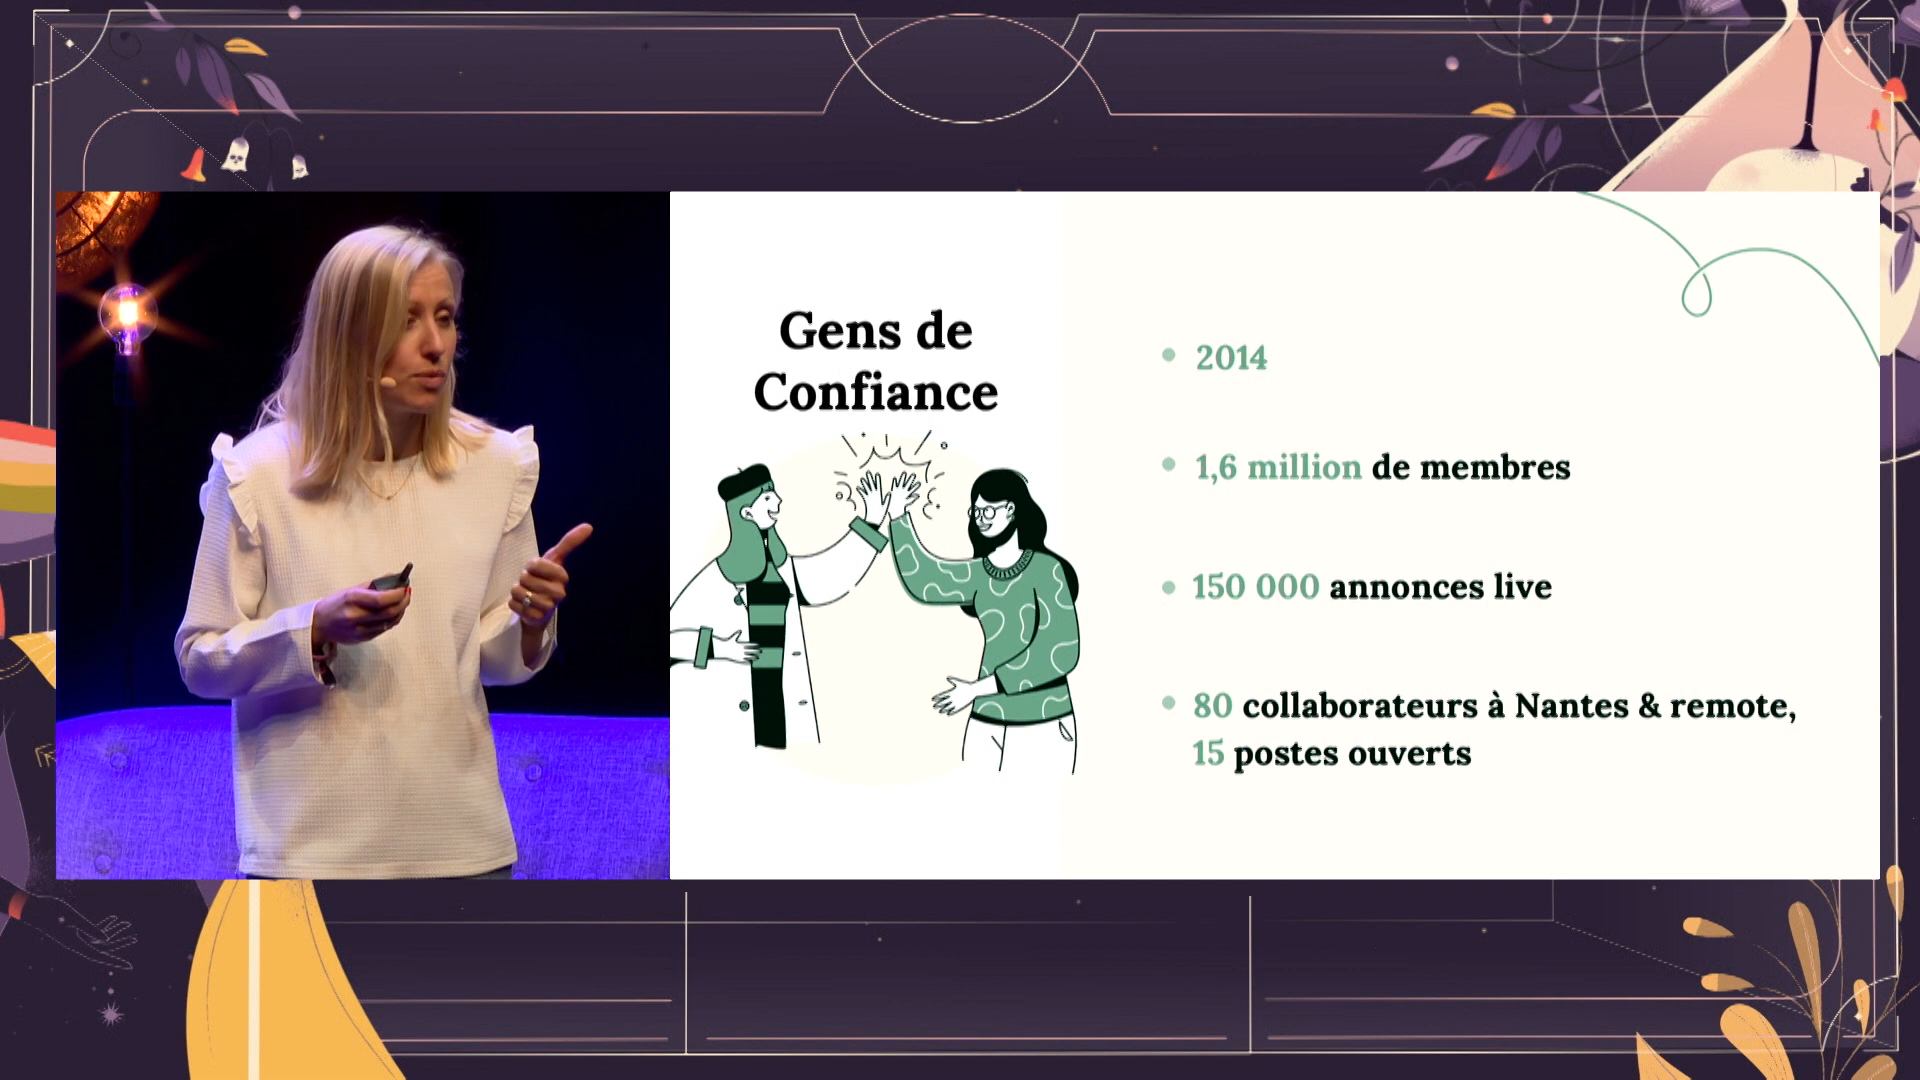 Gens de
Confiance
2014
1,6 million de membres
150 000 annonces live
80 collaborateurs à Nantes & remote,
15 postes ouverts